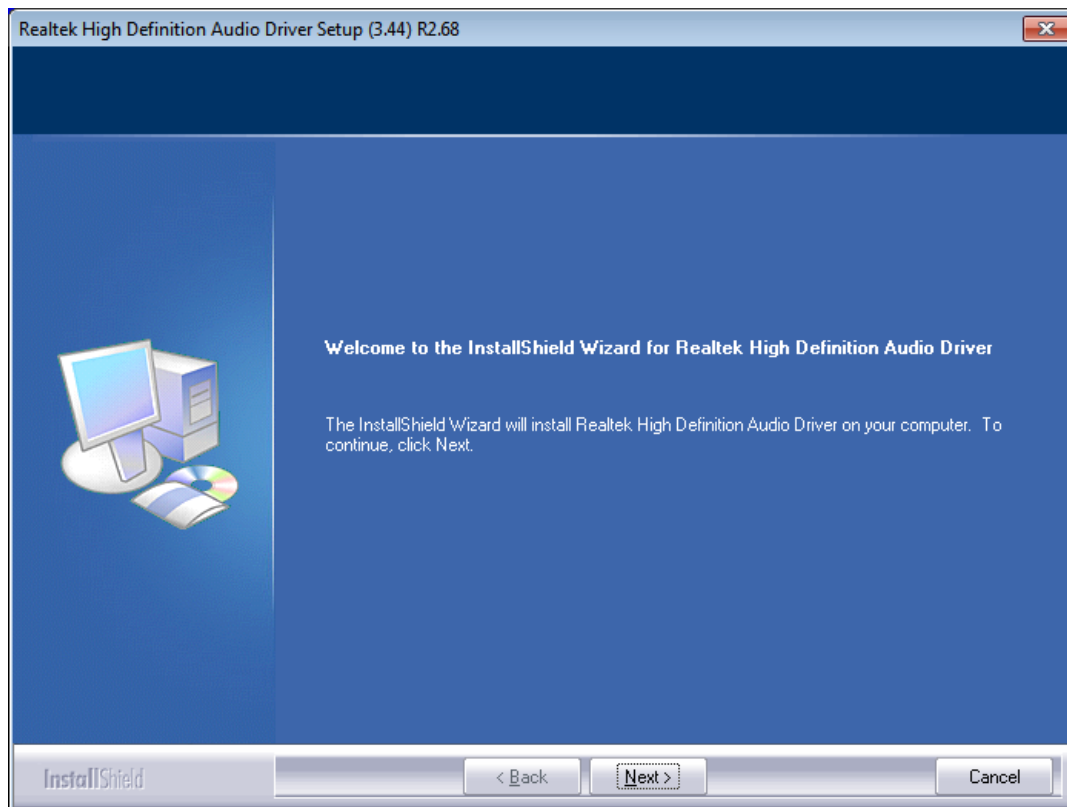 Realtek High Definition Audio Driver Setup (3.44) R2.68
Welcome to the InstallShield Wizard for Realtek High Definition Audio Driver
The InstallShield Wizard will install Realtek High Definition Audio Driver on your computer.  To
continue, click Next.
InstallShield
< Back
Next >
Cancel